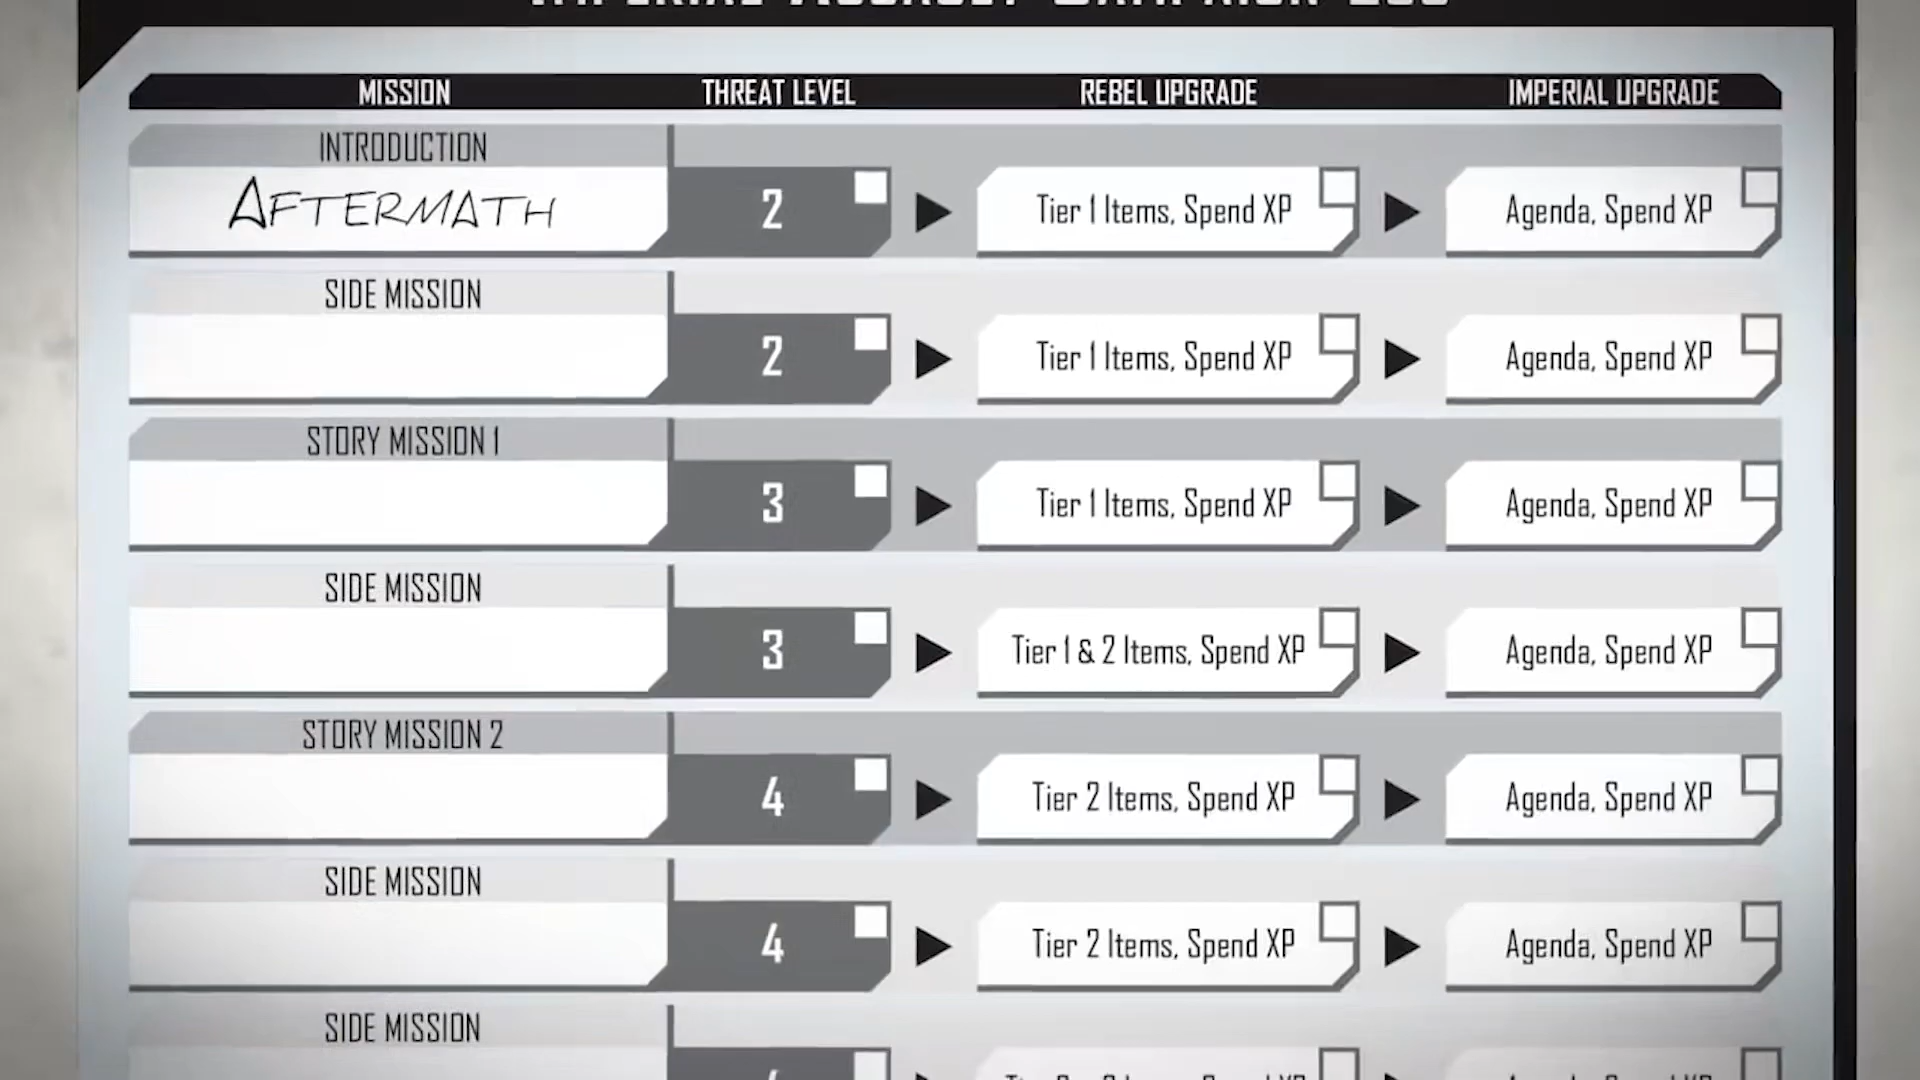 MISSION THREAT LEVEL REBEL UPGRADE IMPERIAL UPGRADE
INTRODUCTION
AFTERMATH 2 Tier 1 Items, Spend XP Agenda, Spend XP
SIDE MISSION
2 Tier 1 Items, Spend XP Agenda, Spend XP
STORY MISSION 1
3 Tier 1 Items, Spend XP Agenda, Spend XP
SIDE MISSION
3 Tier 1 & 2 Items, Spend XP Agenda, Spend XP
STORY MISSION 2
4 Tier 2 Items, Spend XP Agenda, Spend XP
SIDE MISSION
4 Tier 2 Items, Spend XP Agenda, Spend XP
SIDE MISSION